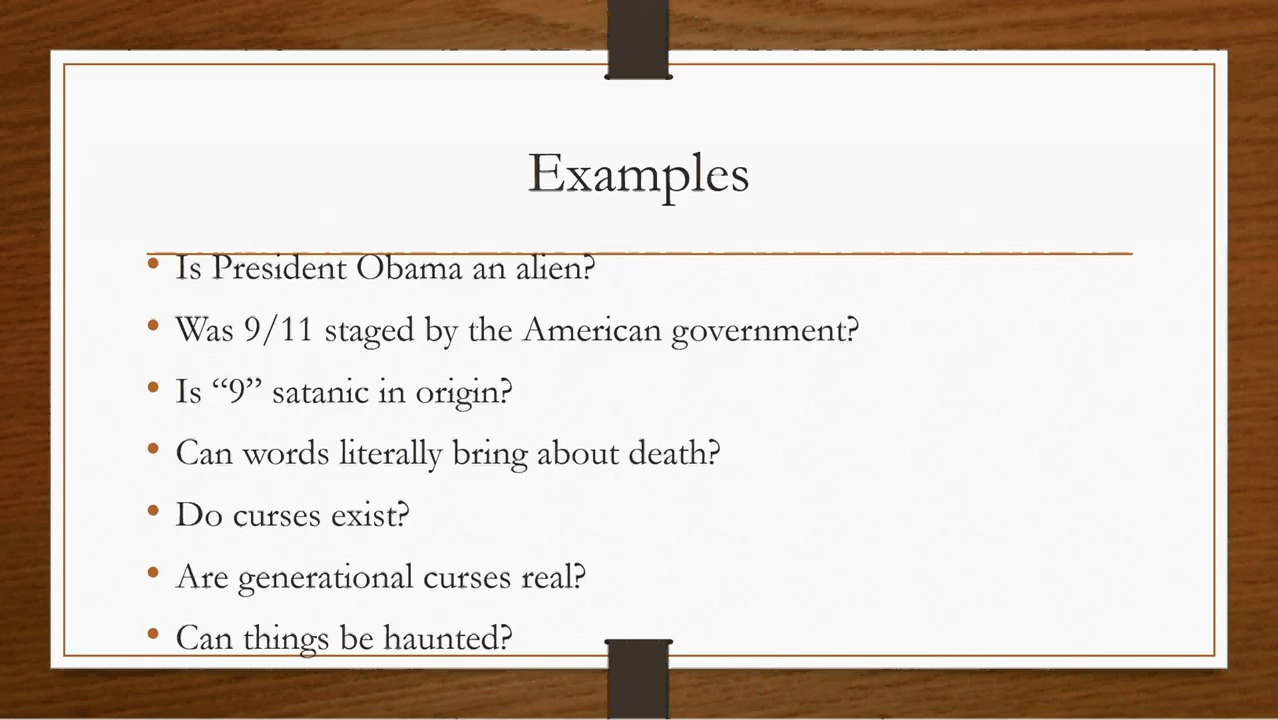 Examples
• Is President Obama an alien?
• Was 9/11 staged by the American government?
• Is “9” satanic in origin?
• Can words literally bring about death?
• Do curses exist?
• Are generational curses real?
• Can things be haunted?